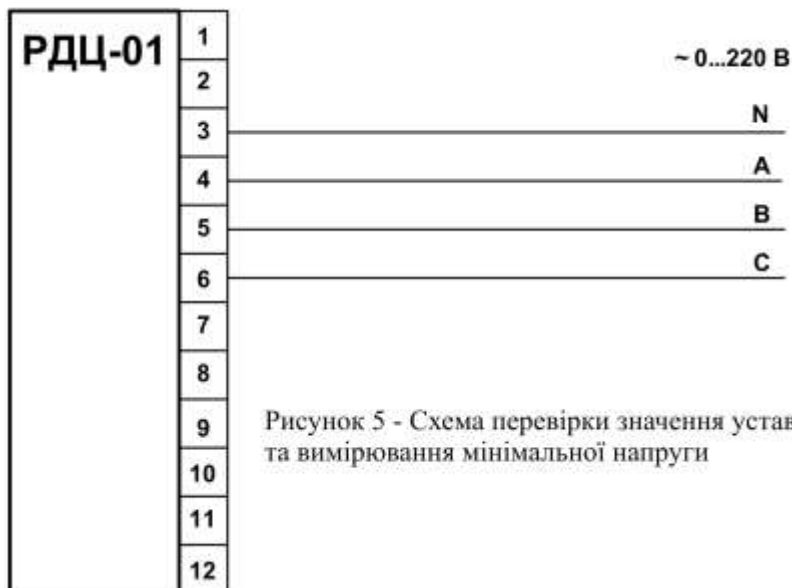 РДЦ-01
1
~ 0...220 В
2
N
3
A
4
B
5
C
6
7
8
9
Рисунок 5 - Схема перевірки значення устав
та вимірювання мінімальної напруги
10
11
12